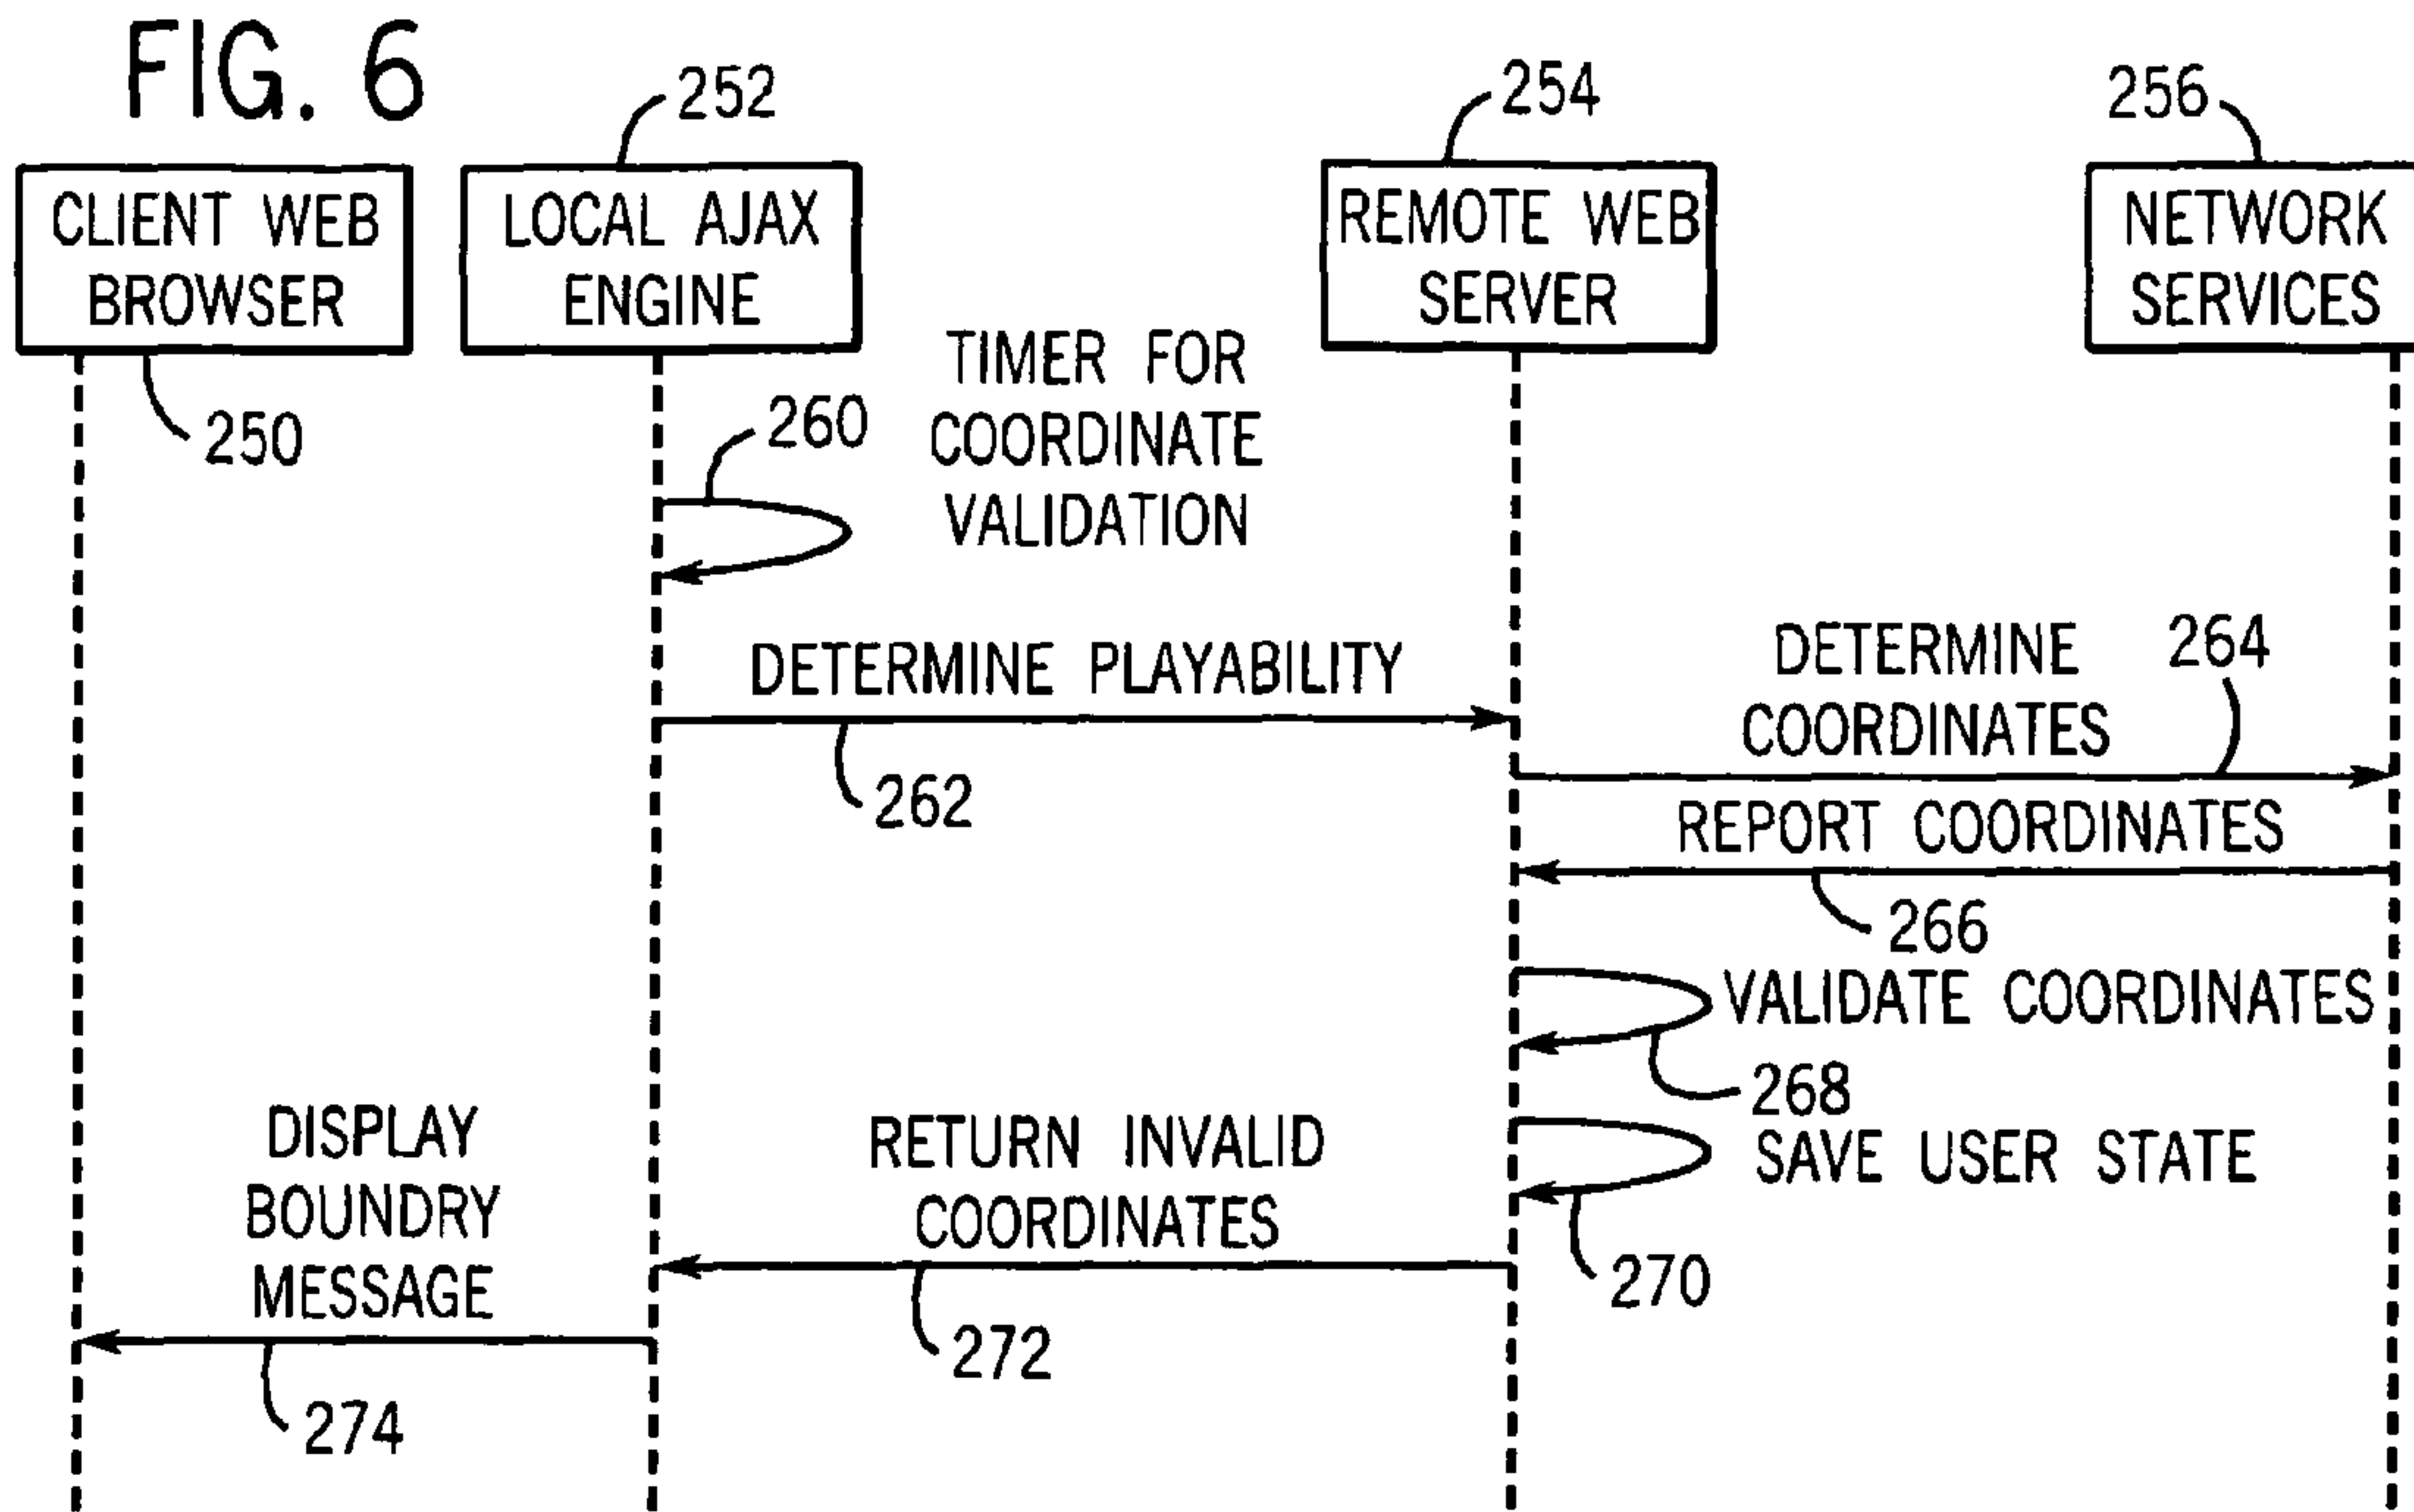 FIG. 6
252
254
256
CLIENT WEB
BROWSER
LOCAL AJAX
ENGINE
REMOTE WEB
SERVER
NETWORK
SERVICES
250
TIMER FOR
COORDINATE
VALIDATION
260
DETERMINE PLAYABILITY
262
DETERMINE
COORDINATES
264
REPORT COORDINATES
266
VALIDATE COORDINATES
268
SAVE USER STATE
270
RETURN INVALID
COORDINATES
272
DISPLAY
BOUNDRY
MESSAGE
274